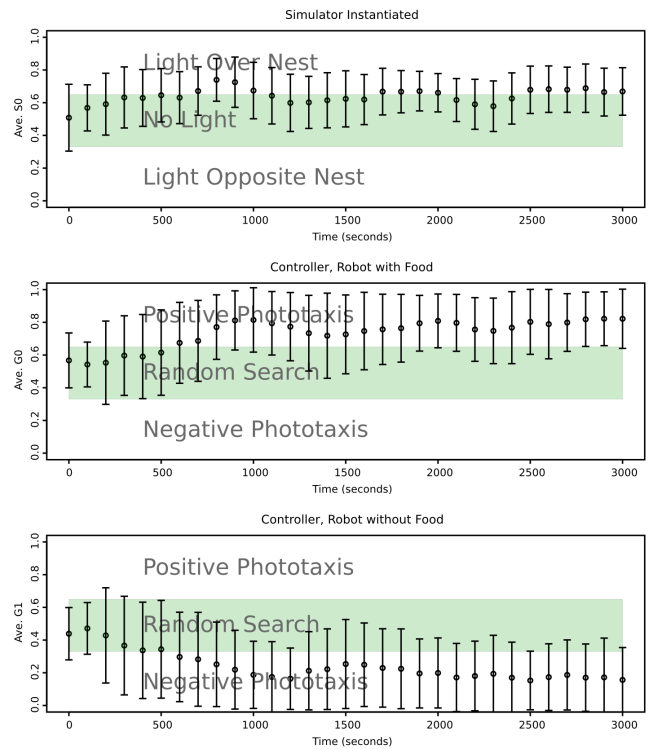 Simulator Instantiated
Ave. S0
1.0
0.8
0.6
0.4
0.2
0.0
Light Over Nest
No Light
Light Opposite Nest
0 500 1000 1500 2000 2500 3000
Time (seconds)
Controller, Robot with Food
Ave. G0
1.0
0.8
0.6
0.4
0.2
0.0
Positive Phototaxis
Random Search
Negative Phototaxis
0 500 1000 1500 2000 2500 3000
Time (seconds)
Controller, Robot without Food
Ave. G1
1.0
0.8
0.6
0.4
0.2
0.0
Positive Phototaxis
Random Search
Negative Phototaxis
0 500 1000 1500 2000 2500 3000
Time (seconds)